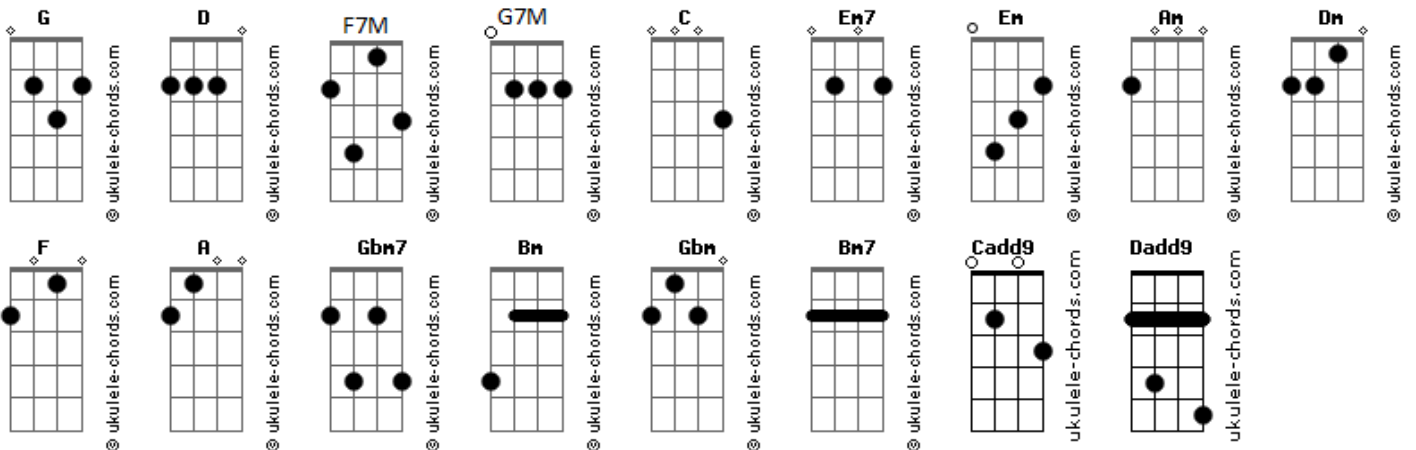 G D F7M G7M C Em7 Em Am Dm
© ukulele-chords.com © ukulele-chords.com © ukulele-chords.com © ukulele-chords.com © ukulele-chords.com © ukulele-chords.com © ukulele-chords.com © ukulele-chords.com © ukulele-chords.com
F A Gbm7 Bm Gbm Bm7 Cadd9 Dadd9
© ukulele-chords.com © ukulele-chords.com © ukulele-chords.com © ukulele-chords.com © ukulele-chords.com © ukulele-chords.com ukulele-chords.com ukulele-chords.com